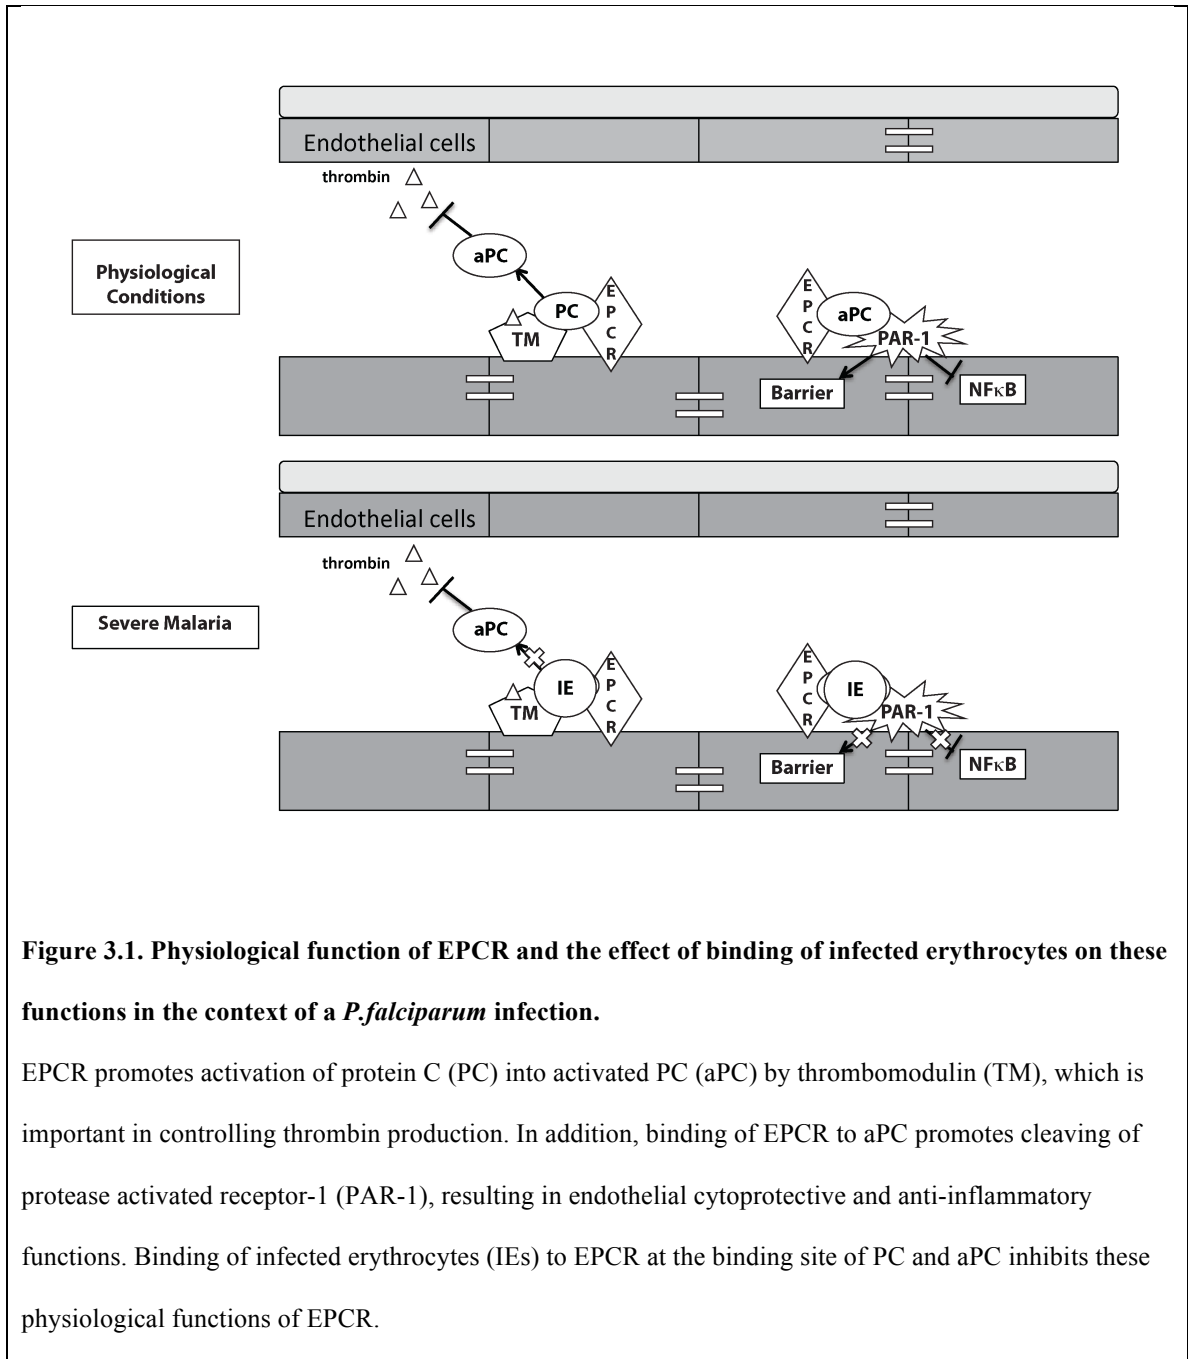 Endothelial cells
thrombin
aPC
Physiological
Conditions
PC
TM
EPCR
EPCR
aPC
PAR-1
Barrier
NFκB
Endothelial cells
thrombin
Severe Malaria
aPC
IE
TM
EPCR
EPCR
IE
PAR-1
Barrier
NFκB
Figure 3.1. Physiological function of EPCR and the effect of binding of infected erythrocytes on these
functions in the context of a P.falciparum infection.
EPCR promotes activation of protein C (PC) into activated PC (aPC) by thrombomodulin (TM), which is
important in controlling thrombin production. In addition, binding of EPCR to aPC promotes cleaving of
protease activated receptor-1 (PAR-1), resulting in endothelial cytoprotective and anti-inflammatory
functions. Binding of infected erythrocytes (IEs) to EPCR at the binding site of PC and aPC inhibits these
physiological functions of EPCR.